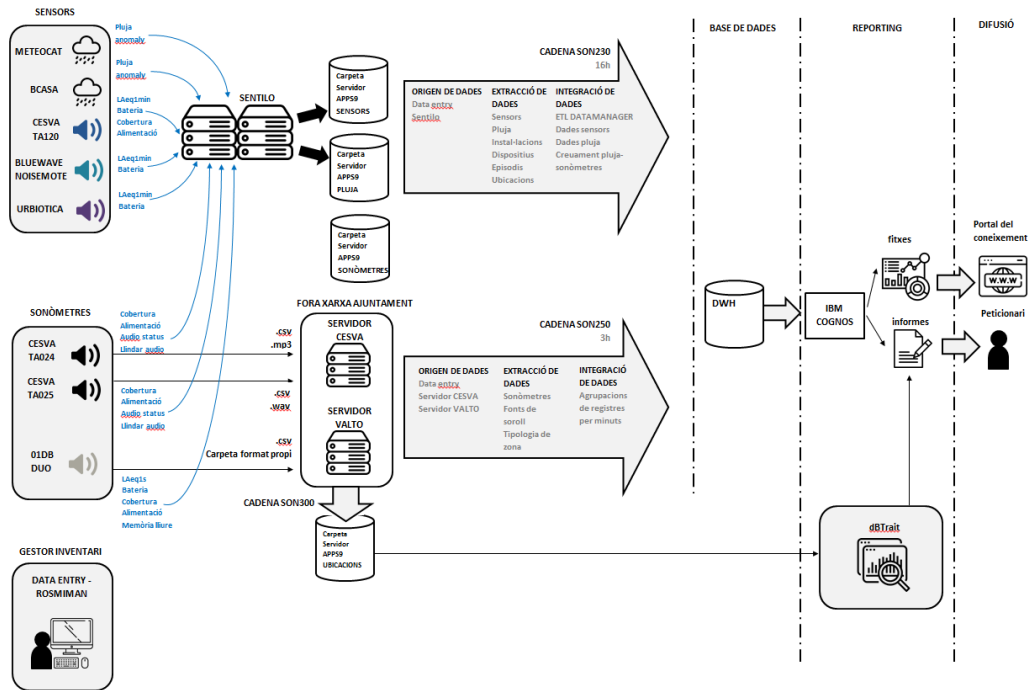 SENSORS
METEOCAT
BCASA
CESVA
TA120
BLUEWAVE
NOISEMOTE
URBIOTICA
Pluja
anomaly
Pluja
anomaly
LAeq1min
Bateria
Cobertura
Alimentació
LAeq1min
Bateria
LAeq1min
Bateria
SENTILO
Carpeta
Servidor
APPS9
SENSORS
Carpeta
Servidor
APPS9
PLUJA
Carpeta
Servidor
APPS9
SONÒMETRES
CADENA SON230
16h
ORIGEN DE DADES
Data entry
Sentilo
EXTRACCIÓ DE
DADES
Sensors
Pluja
Instal·lacions
Dispositius
Episodis
Ubicacions
INTEGRACIÓ DE
DADES
ETL DATAMANAGER
Dades sensors
Dades pluja
Creuament pluja-
sonòmetres
BASE DE DADES
REPORTING
DIFUSIÓ
SONÒMETRES
CESVA
TA024
CESVA
TA025
01DB
DUO
Cobertura
Alimentació
Audio status
Llindar audio
Cobertura
Alimentació
Audio status
Llindar audio
LAeq1s
Bateria
Cobertura
Alimentació
Memòria lliure
.csv
.mp3
.csv
.wav
.csv
Carpeta format propi
FORA XARXA AJUNTAMENT
SERVIDOR
CESVA
SERVIDOR
VALTO
CADENA SON300
Carpeta
Servidor
APPS9
UBICACIONS
CADENA SON250
3h
ORIGEN DE DADES
Data entry
Servidor CESVA
Servidor VALTO
EXTRACCIÓ DE
DADES
Sonòmetres
Fonts de
soroll
Tipologia de
zona
INTEGRACIÓ
DE DADES
Agrupacions
de registres
per minuts
DWH
IBM
COGNOS
fitxes
informes
Portal del
coneixement
WWW
Peticionari
dBTrait
GESTOR INVENTARI
DATA ENTRY -
ROSMIMAN